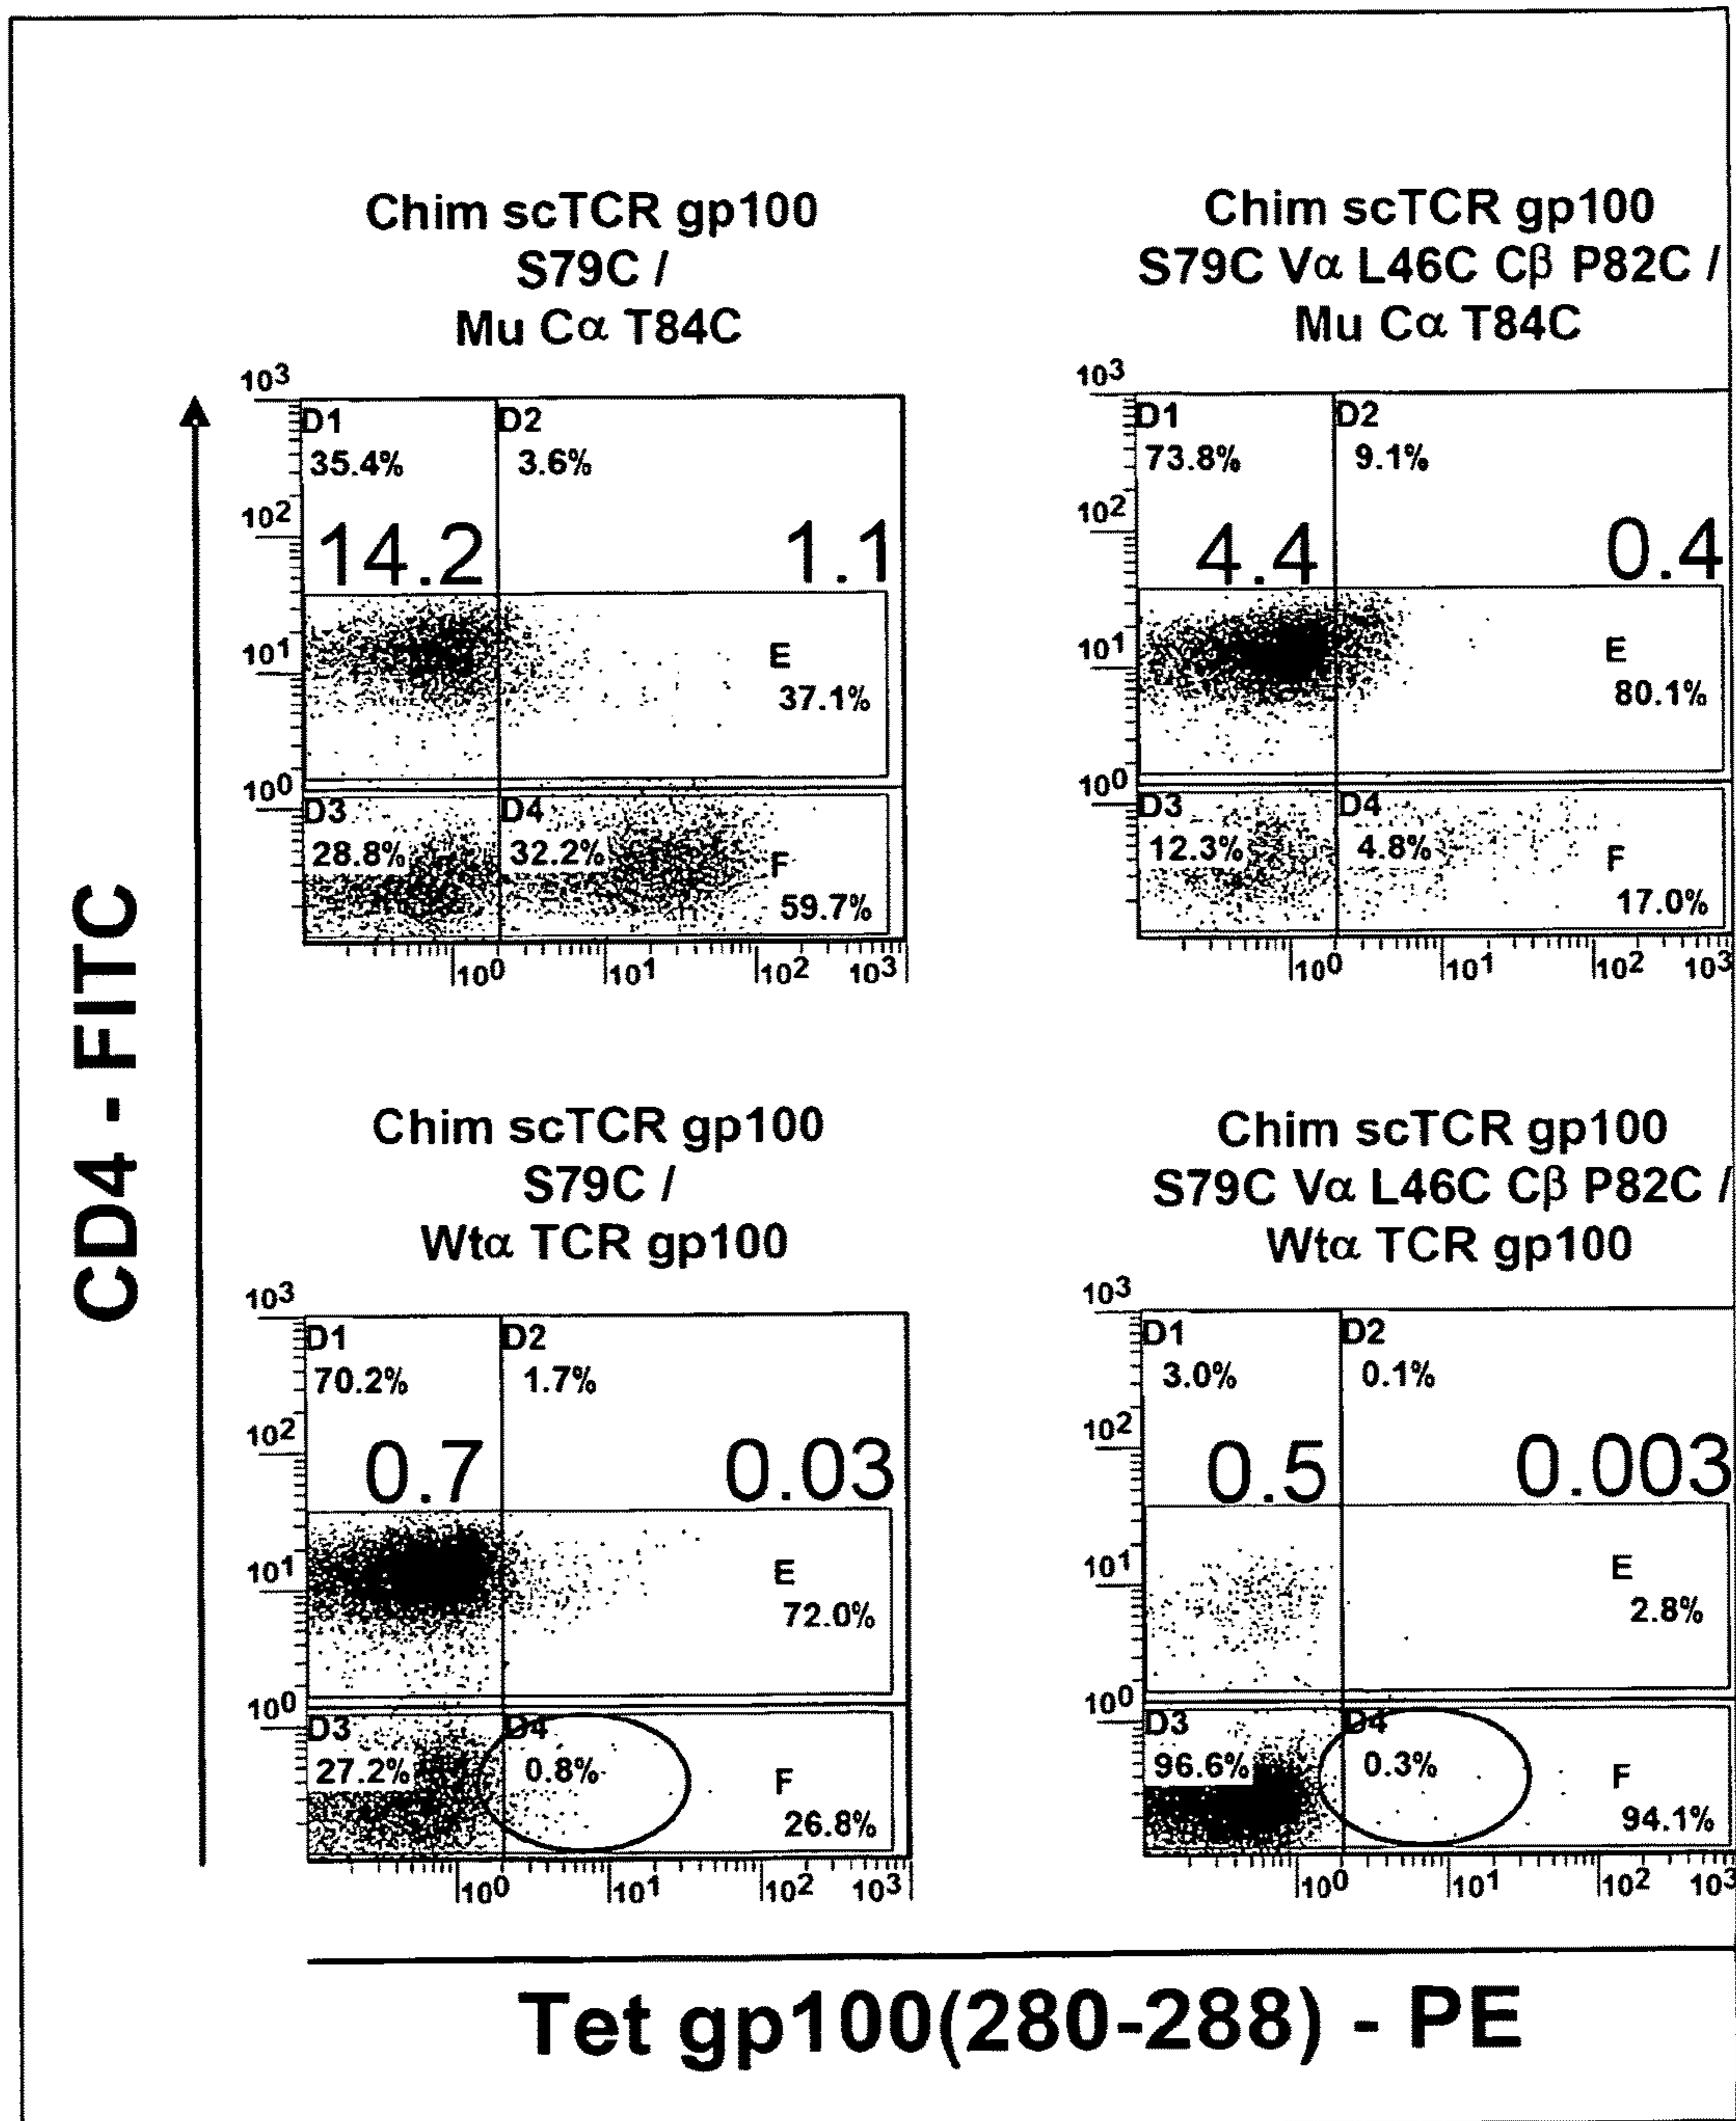 Chim scTCR gp100
S79C /
Mu Cα T84C
10³
D1
D2
35.4%
3.6%
10²
14.2
1.1
10¹
E
37.1%
10⁰
D3
D4
28.8%
32.2%
F
59.7%
10⁰
10¹
10²
10³
Chim scTCR gp100
S79C Vα L46C Cβ P82C /
Mu Cα T84C
10³
D1
D2
73.8%
9.1%
10²
4.4
0.4
10¹
E
80.1%
10⁰
D3
D4
12.3%
4.8%
F
17.0%
10⁰
10¹
10²
10³
CD4 - FITC
Chim scTCR gp100
S79C /
Wtα TCR gp100
10³
D1
D2
70.2%
1.7%
10²
0.7
0.03
10¹
E
72.0%
10⁰
D3
D4
27.2%
0.8%
F
26.8%
10⁰
10¹
10²
10³
Chim scTCR gp100
S79C Vα L46C Cβ P82C /
Wtα TCR gp100
10³
D1
D2
3.0%
0.1%
10²
0.5
0.003
10¹
E
2.8%
10⁰
D3
D4
96.6%
0.3%
F
94.1%
10⁰
10¹
10²
10³
Tet gp100(280-288) - PE